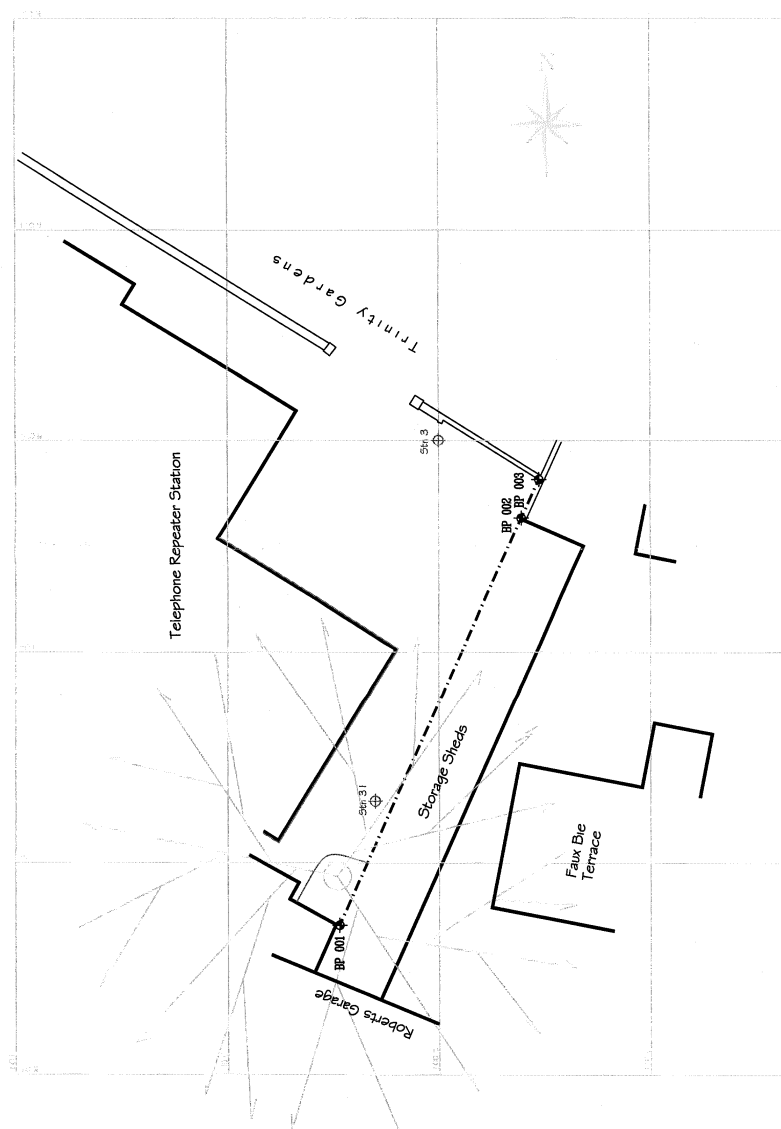 N
Trinity Gardens
Stn 3
Telephone Repeater Station
BP 003
BP 002
Storage Sheds
Stn 31
Faux Bie
Terrace
BP 001
Roberts Garage